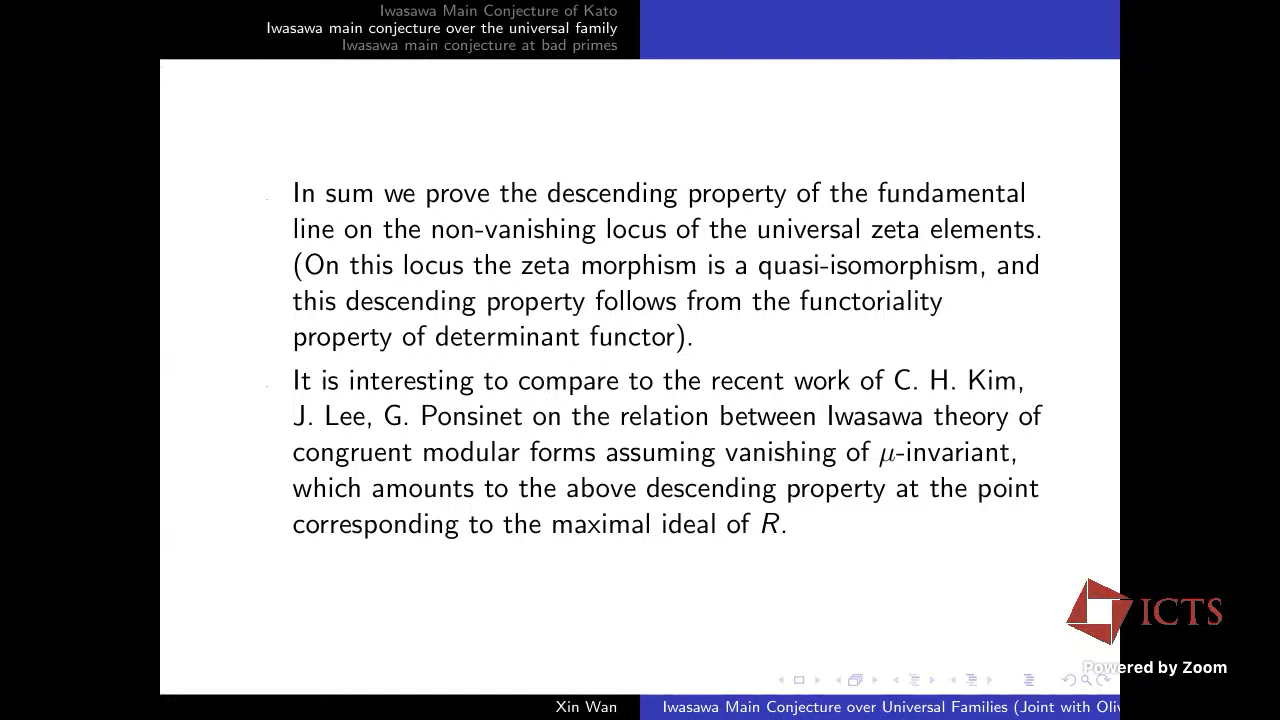 Iwasawa Main Conjecture of Kato
Iwasawa main conjecture over the universal family
Iwasawa main conjecture at bad primes
In sum we prove the descending property of the fundamental
line on the non-vanishing locus of the universal zeta elements.
(On this locus the zeta morphism is a quasi-isomorphism, and
this descending property follows from the functoriality
property of determinant functor).
It is interesting to compare to the recent work of C. H. Kim,
J. Lee, G. Ponsinet on the relation between Iwasawa theory of
congruent modular forms assuming vanishing of μ-invariant,
which amounts to the above descending property at the point
corresponding to the maximal ideal of R.
ICTS
Powered by Zoom
Xin Wan
Iwasawa Main Conjecture over Universal Families (Joint with Oliv